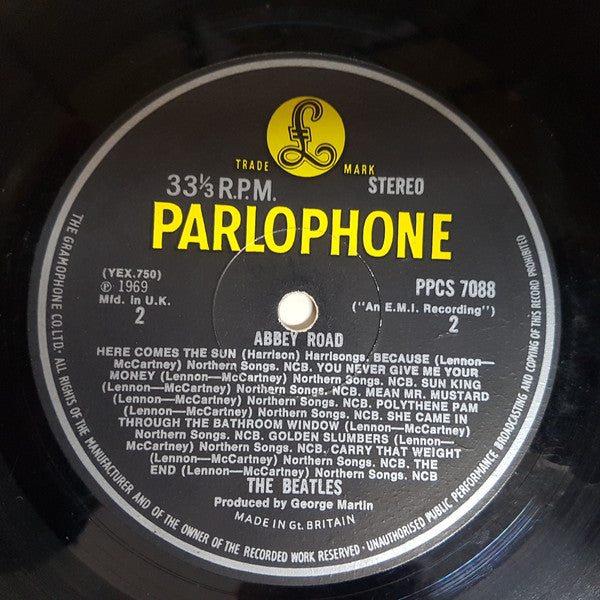 £
TRADE MARK
33⅓ R.P.M. STEREO
PARLOPHONE
(YEX.750) PPCS 7088
℗ 1969
Mfd. in U.K. ("An E.M.I. Recording")
2 2
ABBEY ROAD
HERE COMES THE SUN (Harrison) Harrisongs. BECAUSE (Lennon—
McCartney) Northern Songs. NCB. YOU NEVER GIVE ME YOUR
MONEY (Lennon—McCartney) Northern Songs. NCB. SUN KING
(Lennon—McCartney) Northern Songs. NCB. MEAN MR. MUSTARD
(Lennon—McCartney) Northern Songs. NCB. POLYTHENE PAM
(Lennon—McCartney) Northern Songs. NCB. SHE CAME IN
THROUGH THE BATHROOM WINDOW (Lennon—McCartney)
Northern Songs. NCB. GOLDEN SLUMBERS (Lennon—
McCartney) Northern Songs. NCB. CARRY THAT WEIGHT
(Lennon—McCartney) Northern Songs. NCB. THE
END (Lennon—McCartney) Northern Songs. NCB
THE BEATLES
Produced by George Martin
MADE IN Gt. BRITAIN
THE GRAMOPHONE CO. LTD. ALL RIGHTS OF THE MANUFACTURER AND OF THE OWNER OF THE RECORDED WORK RESERVED · UNAUTHORISED PUBLIC PERFORMANCE BROADCASTING AND COPYING OF THIS RECORD PROHIBITED